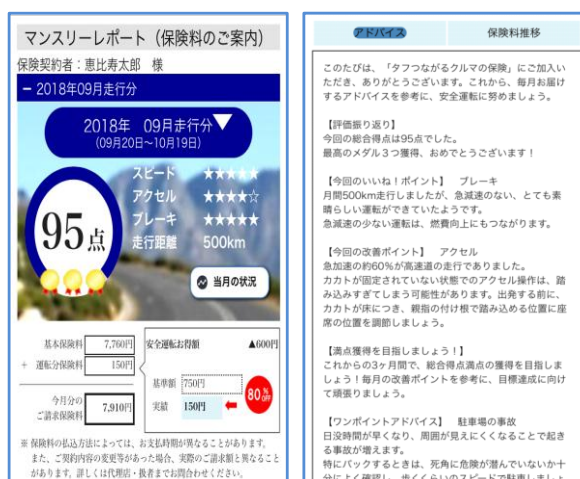 マンスリーレポート（保険料のご案内）
保険契約者：恵比寿太郎　様
− 2018年09月走行分
2018年　09月走行分▼
（09月20日～10月19日）
スピード ★★★★★
アクセル ★★★★☆
ブレーキ ★★★★★
走行距離 500km
95点
当月の状況
基本保険料 7,760円
+ 運転分保険料 150円
今月分の
ご請求保険料 7,910円
安全運転お得額 ▲600円
基準額 750円
実績 150円
80%OFF
※ 保険料の払込方法によっては、お支払時期が異なることがあります。
また、ご契約内容の変更等があった場合、実際のご請求額と異なること
があります。詳しくは代理店・扱者までお問合わせください。
アドバイス 保険料推移
このたびは、「タフつながるクルマの保険」にご加入い
ただき、ありがとうございます。これから、毎月お届け
するアドバイスを参考に、安全運転に努めましょう。
【評価振り返り】
今回の総合得点は95点でした。
最高のメダル３つ獲得、おめでとうございます！
【今回のいいね！ポイント】　ブレーキ
月間500km走行しましたが、急減速のない、とても素
晴らしい運転ができていたようです。
急減速の少ない運転は、燃費向上にもつながります。
【今回の改善ポイント】　アクセル
急加速の約60%が高速道の走行でありました。
カカトが固定されていない状態でのアクセル操作は、踏
み込みすぎてしまう可能性があります。出発する前に、
カカトが床につき、親指の付け根で踏み込める位置に座
席の位置を調節しましょう。
【満点獲得を目指しましょう！】
これからの3ヶ月間で、総合得点満点の獲得を目指しま
しょう！毎月の改善ポイントを参考に、目標達成に向け
て頑張りましょう。
【ワンポイントアドバイス】　駐車場の事故
日没時間が早くなり、周囲が見えにくくなることで起き
る事故が増えます。
特にバックするときは、死角に危険が潜んでいないか十
分によく確認し、歩くくらいのスピードで駐車しましょ